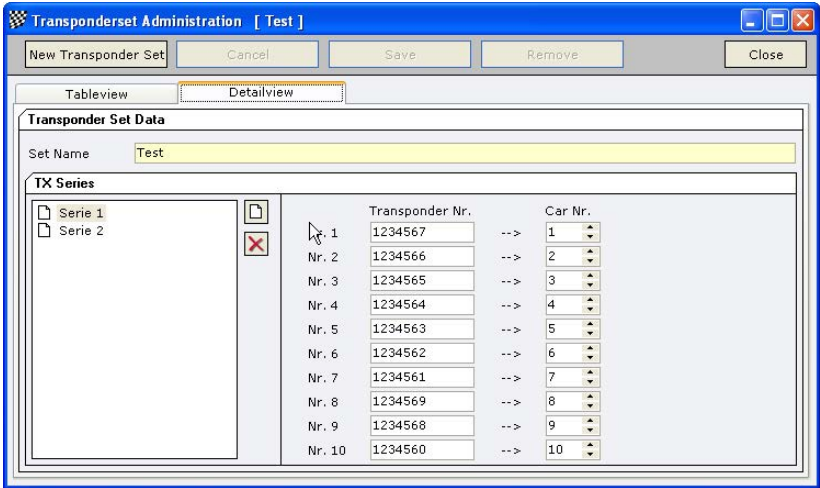 Transponderset Administration [ Test ]
New Transponder Set Cancel Save Remove Close
Tableview Detailview
Transponder Set Data
Set Name Test
TX Series
Serie 1
Serie 2
Transponder Nr. Car Nr.
Nr. 1 1234567 --> 1
Nr. 2 1234566 --> 2
Nr. 3 1234565 --> 3
Nr. 4 1234564 --> 4
Nr. 5 1234563 --> 5
Nr. 6 1234562 --> 6
Nr. 7 1234561 --> 7
Nr. 8 1234569 --> 8
Nr. 9 1234568 --> 9
Nr. 10 1234560 --> 10